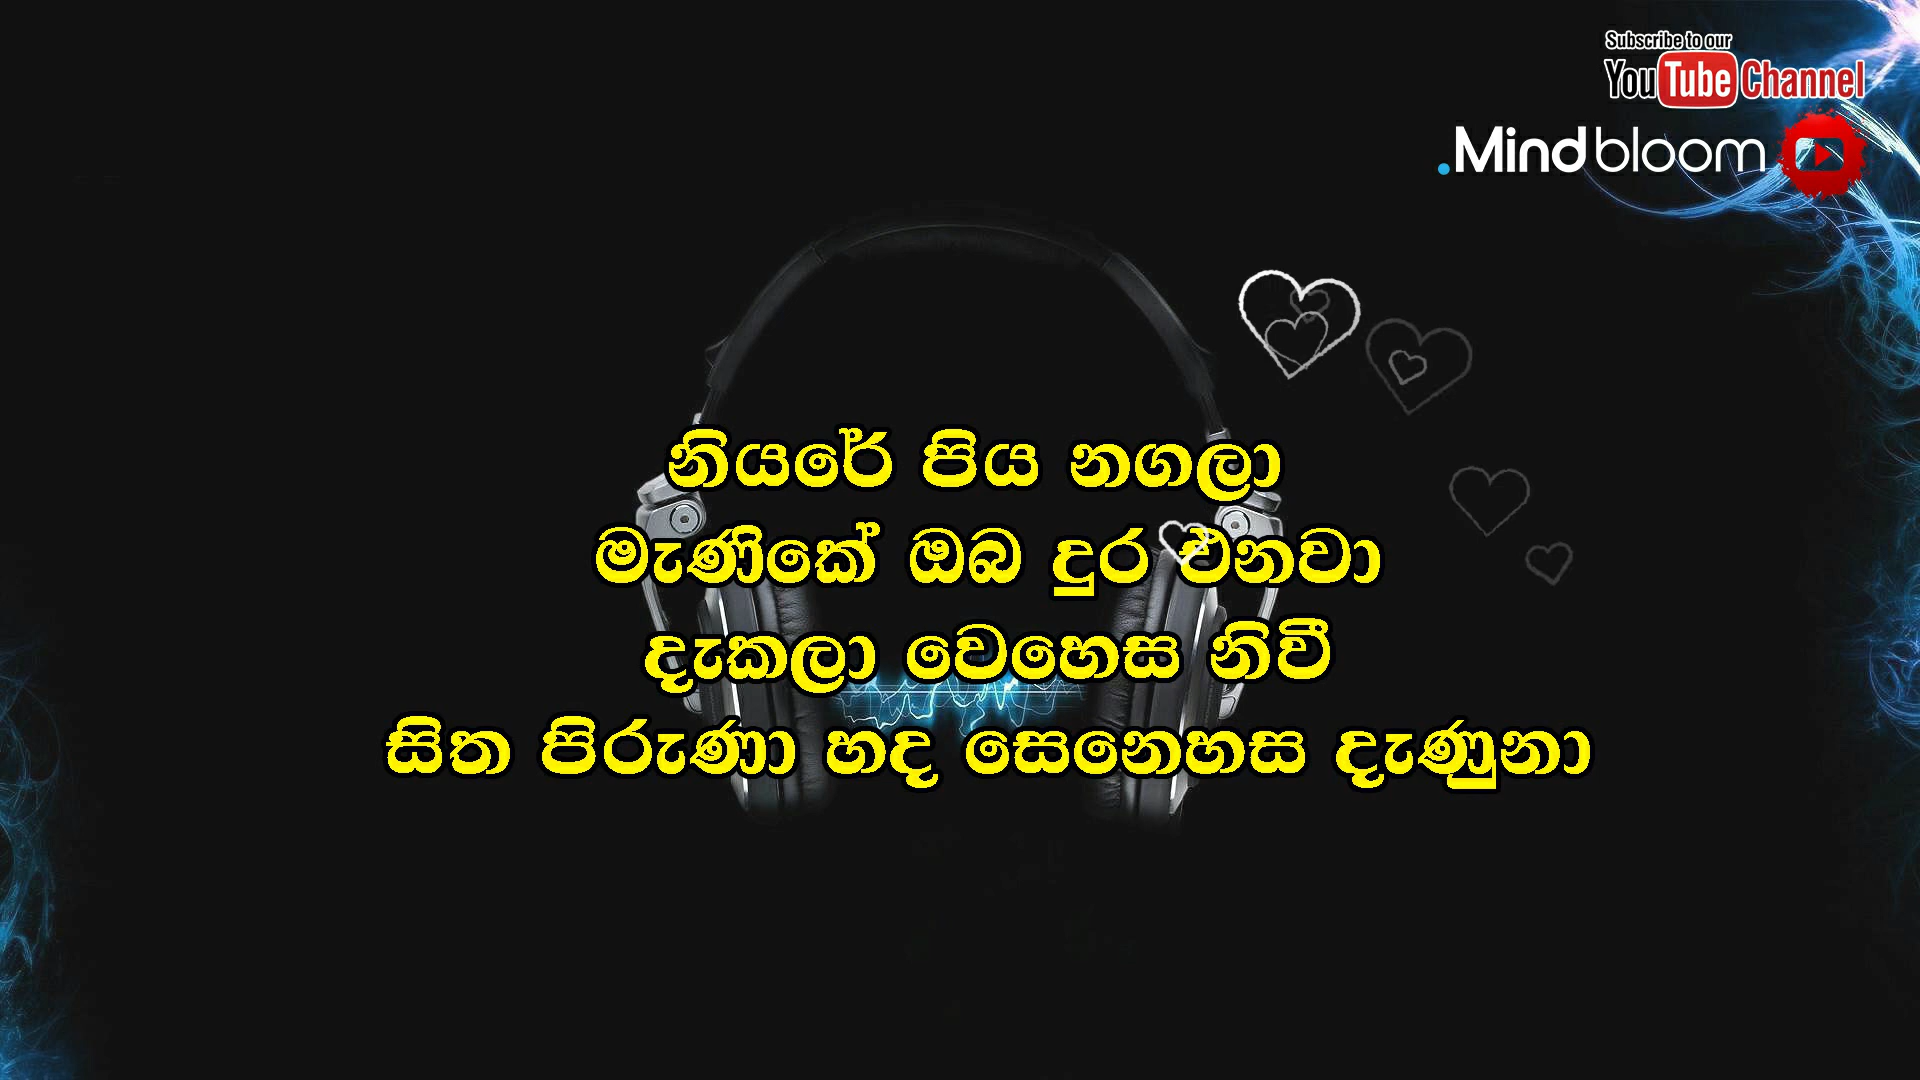 Subscribe to our
YouTube Channel
.Mindbloom
නියරේ පිය නගලා
මැණිකේ ඔබ දුර එනවා
දැකලා වෙහෙස නිවී
සිත පිරුණා හද සෙනෙහස දැණුනා